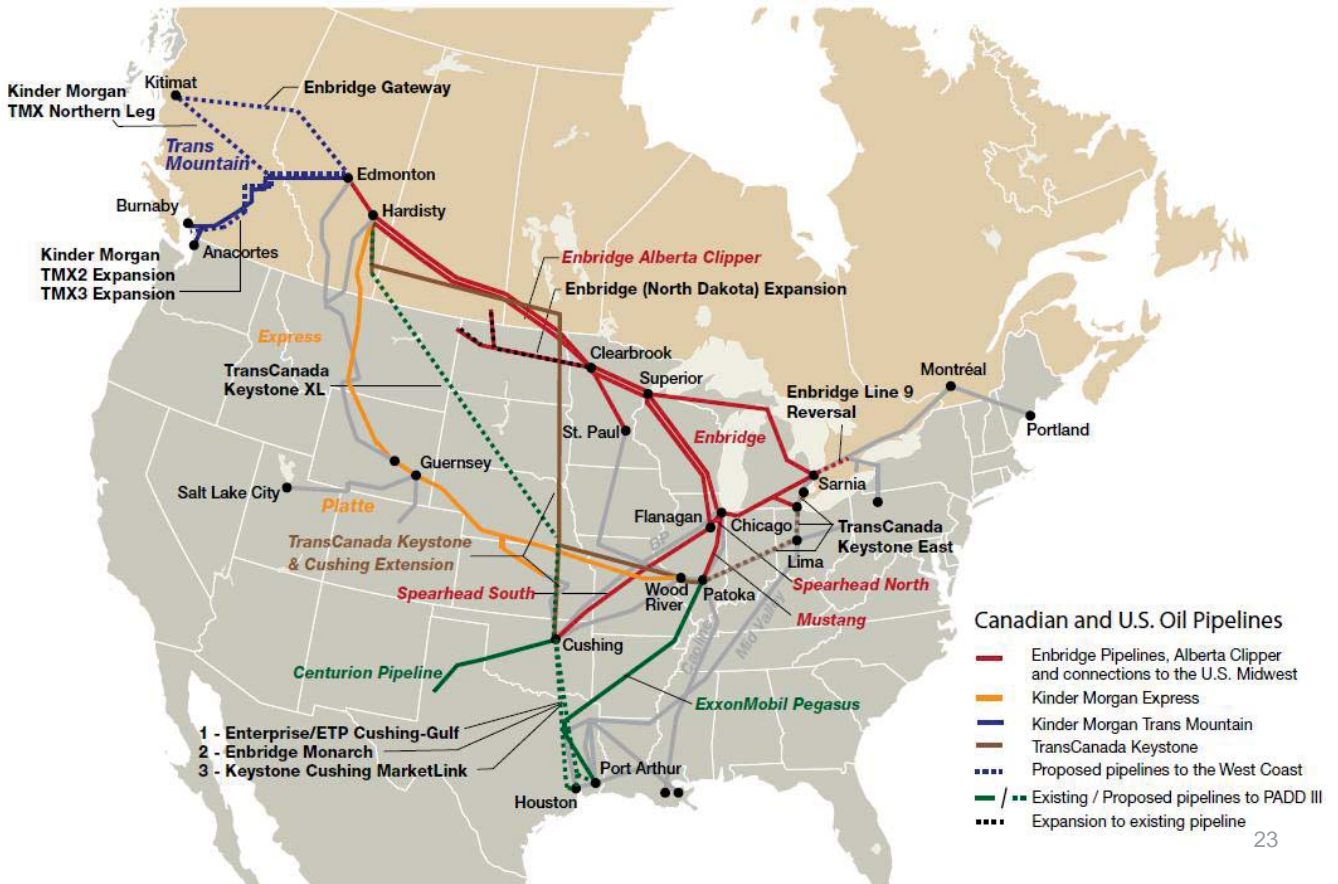 Kitimat
Kinder Morgan
TMX Northern Leg
Enbridge Gateway
Trans
Mountain
Edmonton
Burnaby
Hardisty
Anacortes
Kinder Morgan
TMX2 Expansion
TMX3 Expansion
Enbridge Alberta Clipper
Enbridge (North Dakota) Expansion
Express
TransCanada
Keystone XL
Clearbrook
Superior
Montréal
Enbridge Line 9
Reversal
St. Paul
Enbridge
Portland
Guernsey
Sarnia
Salt Lake City
Platte
Flanagan
Chicago
TransCanada
Keystone East
BP
TransCanada Keystone
& Cushing Extension
Lima
Spearhead South
Wood
River
Patoka
Spearhead North
Mustang
Cushing
Capline
Mid Valley
Centurion Pipeline
ExxonMobil Pegasus
1 - Enterprise/ETP Cushing-Gulf
2 - Enbridge Monarch
3 - Keystone Cushing MarketLink
Port Arthur
Houston
Canadian and U.S. Oil Pipelines
Enbridge Pipelines, Alberta Clipper
and connections to the U.S. Midwest
Kinder Morgan Express
Kinder Morgan Trans Mountain
TransCanada Keystone
Proposed pipelines to the West Coast
/ Existing / Proposed pipelines to PADD III
Expansion to existing pipeline
23